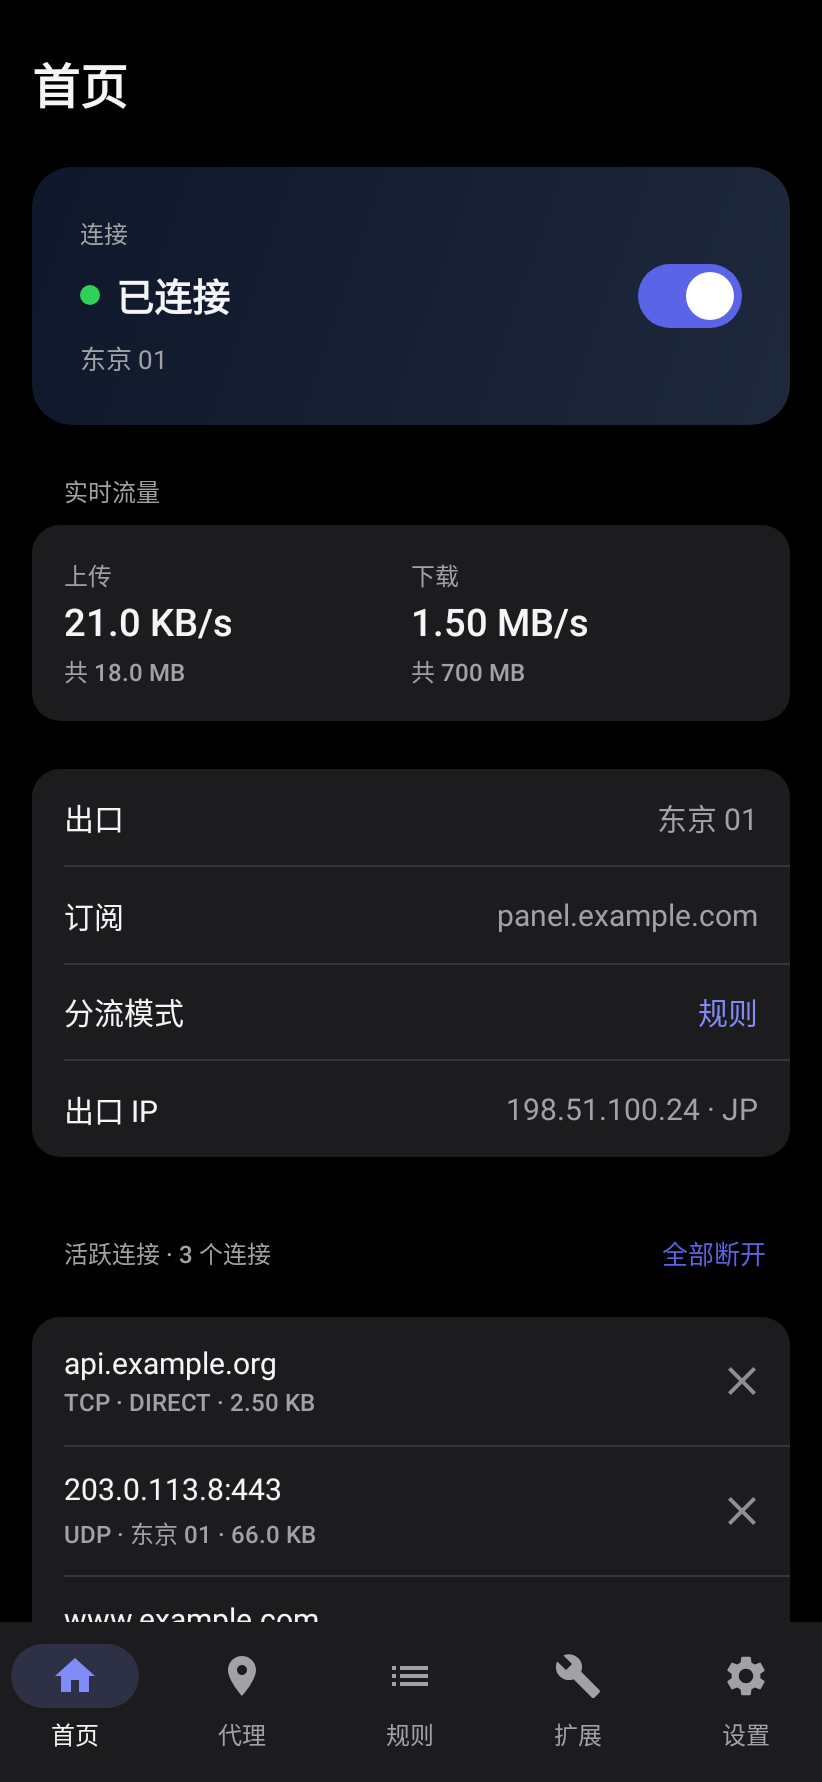 首页
连接
已连接
东京 01
实时流量
上传
下载
21.0 KB/s
1.50 MB/s
共 18.0 MB
共 700 MB
出口
东京 01
订阅
panel.example.com
分流模式
规则
出口 IP
198.51.100.24 · JP
活跃连接 · 3 个连接
全部断开
api.example.org
TCP · DIRECT · 2.50 KB
203.0.113.8:443
UDP · 东京 01 · 66.0 KB
www.example.com
首页
代理
规则
扩展
设置